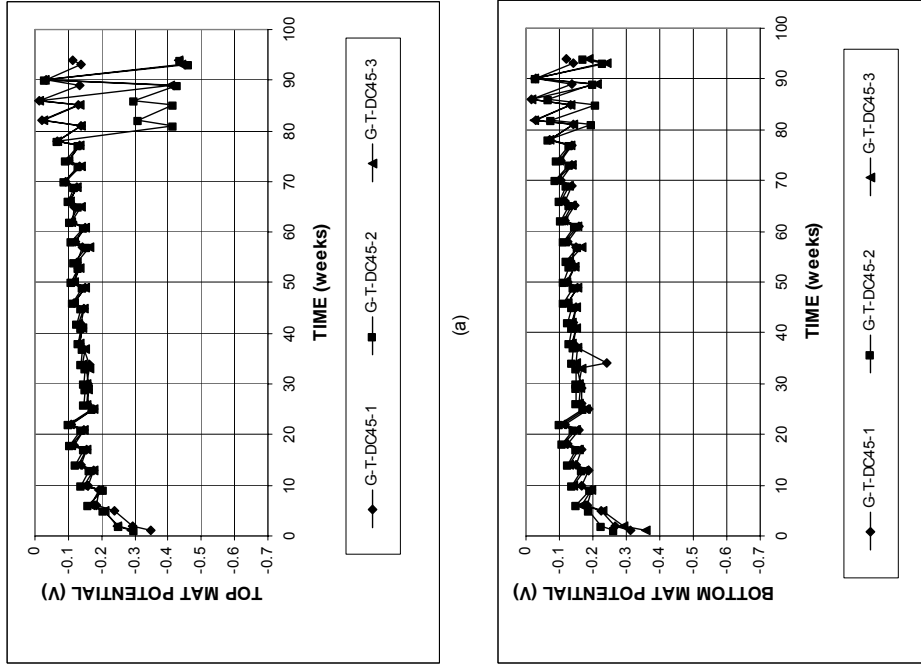 TOP MAT POTENTIAL (V)
0
-0.1
-0.2
-0.3
-0.4
-0.5
-0.6
-0.7
0 10 20 30 40 50 60 70 80 90 100
TIME (weeks)
G-T-DC45-1 G-T-DC45-2 G-T-DC45-3
(a)
BOTTOM MAT POTENTIAL (V)
0
-0.1
-0.2
-0.3
-0.4
-0.5
-0.6
-0.7
0 10 20 30 40 50 60 70 80 90 100
TIME (weeks)
G-T-DC45-1 G-T-DC45-2 G-T-DC45-3